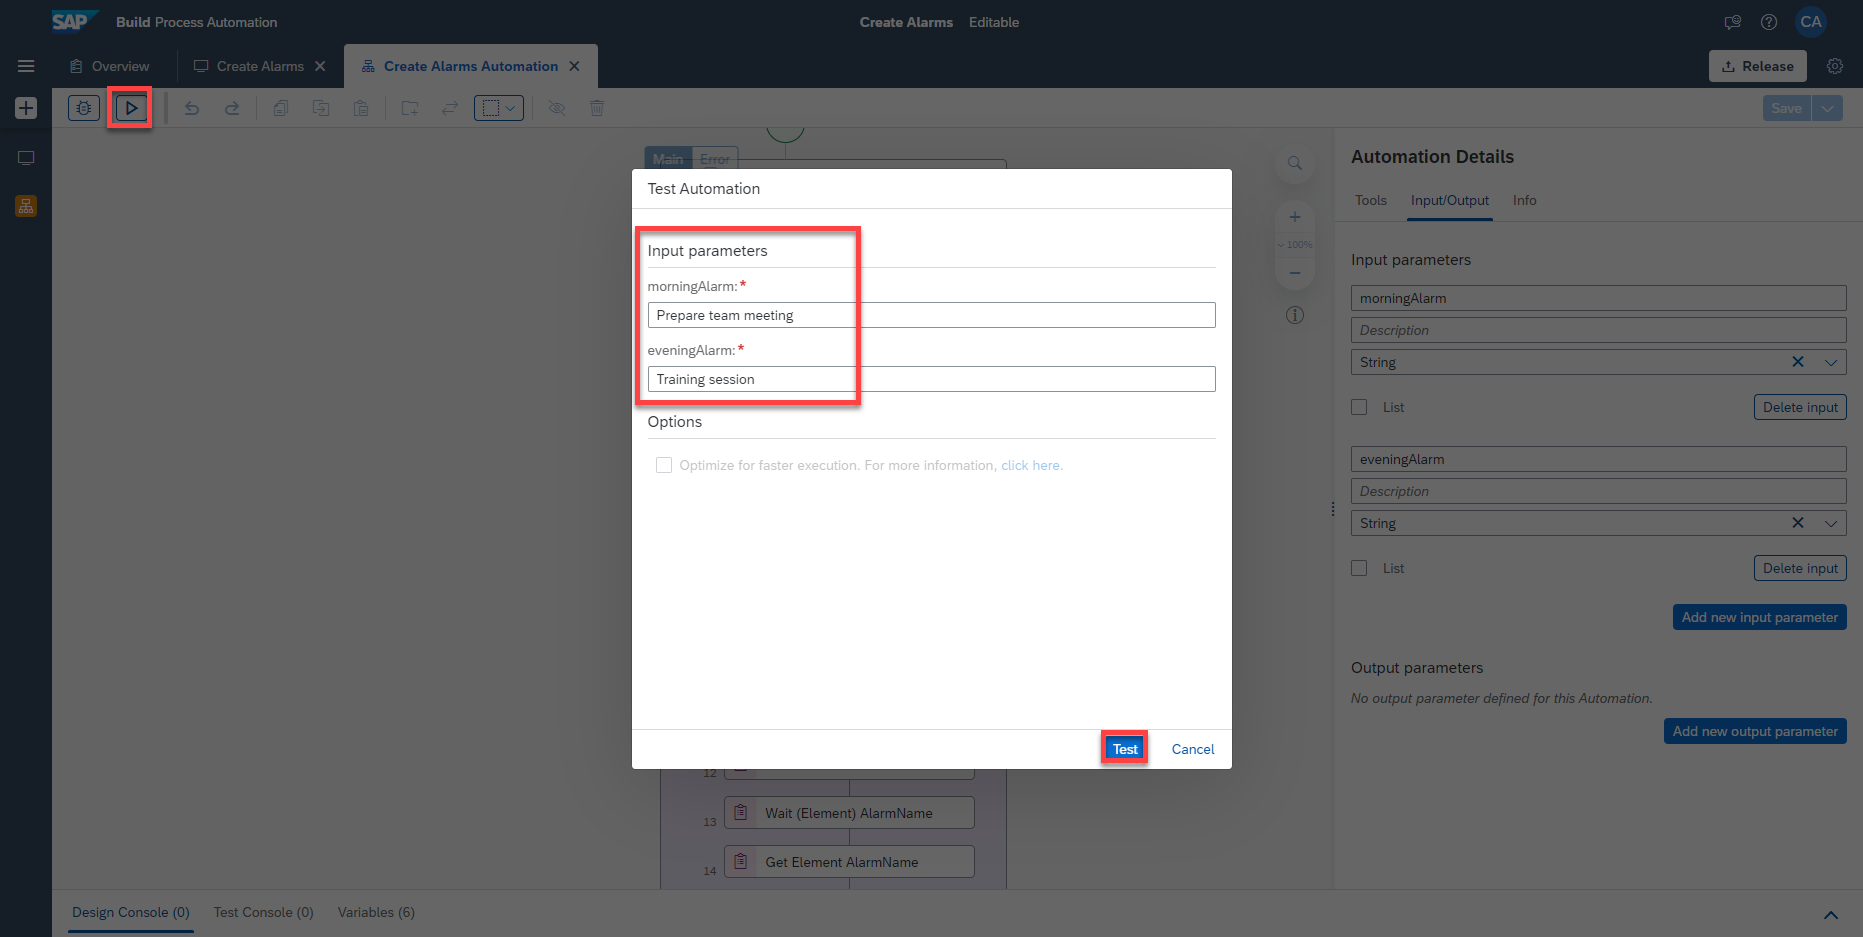 SAP Build Process Automation
Create Alarms Editable
CA
Overview
Create Alarms
Create Alarms Automation
Release
Save
Main Error
Test Automation
Input parameters
morningAlarm:*
Prepare team meeting
eveningAlarm:*
Training session
Options
Optimize for faster execution. For more information, click here.
Test Cancel
100%
12
13 Wait (Element) AlarmName
14 Get Element AlarmName
Automation Details
Tools Input/Output Info
Input parameters
morningAlarm
Description
String
List Delete input
eveningAlarm
Description
String
List Delete input
Add new input parameter
Output parameters
No output parameter defined for this Automation.
Add new output parameter
Design Console (0) Test Console (0) Variables (6)